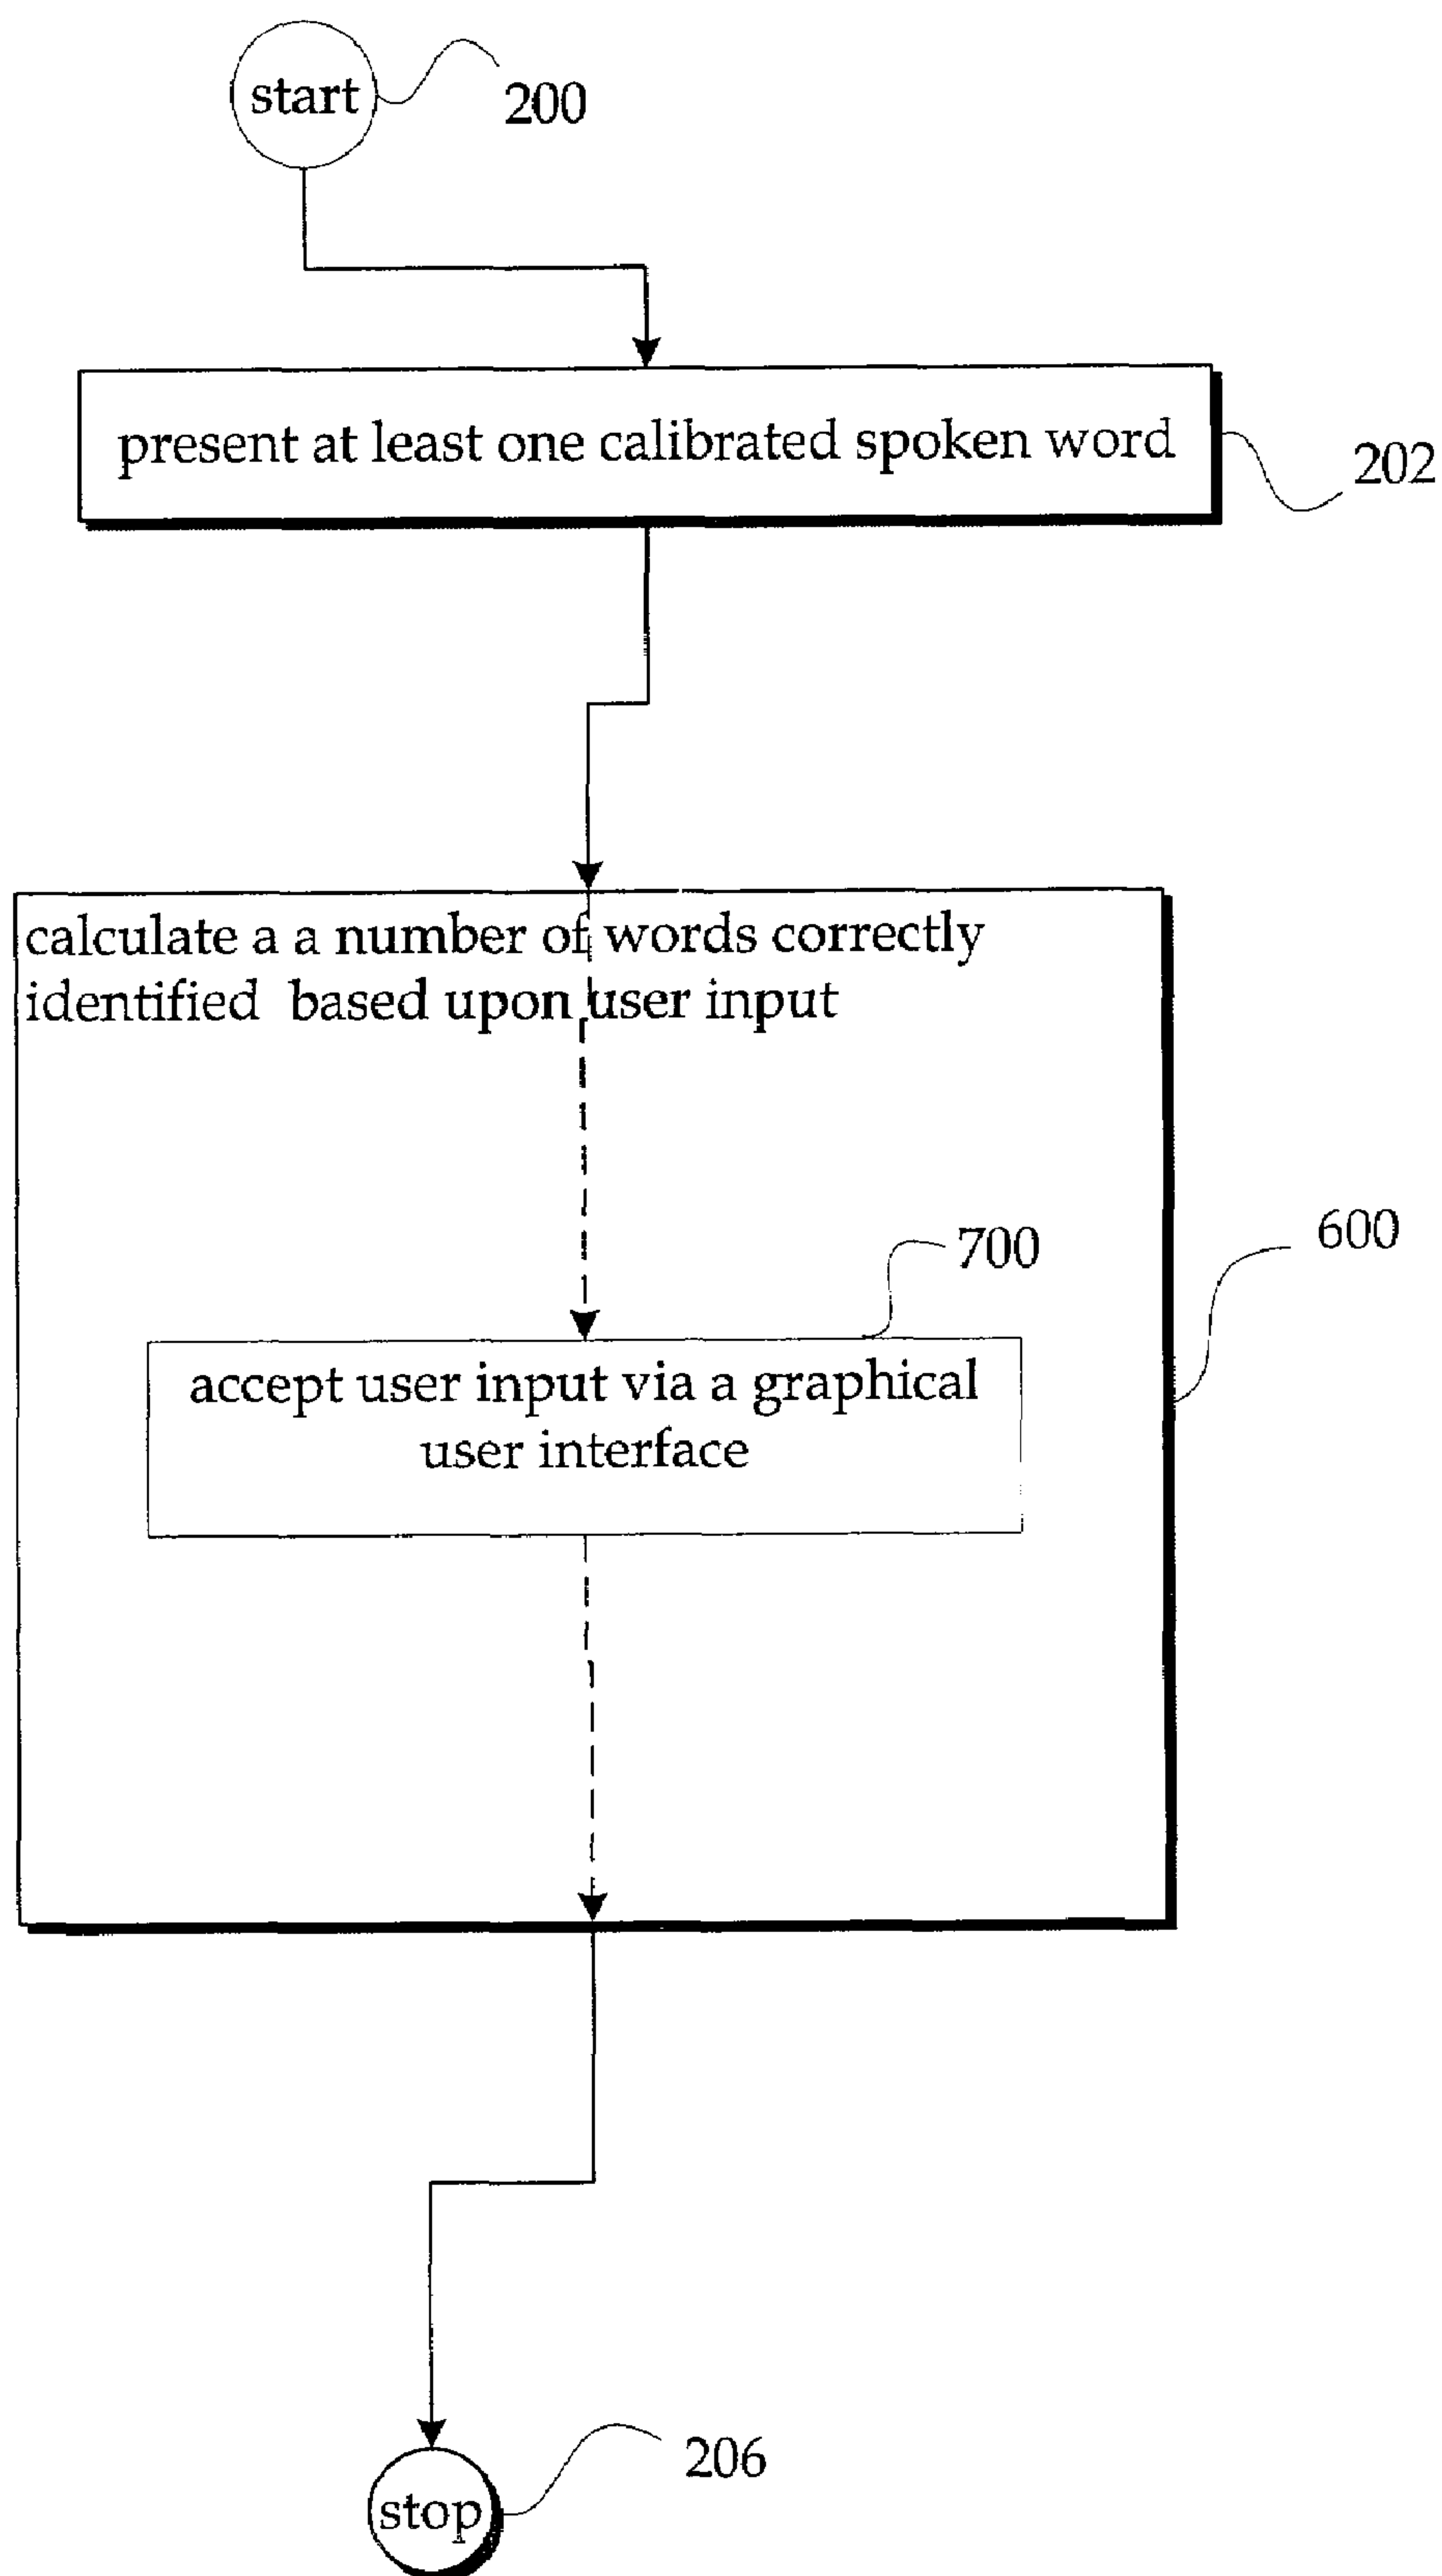 start
200
present at least one calibrated spoken word
202
calculate a a number of words correctly
identified based upon user input
700
600
accept user input via a graphical
user interface
206
stop